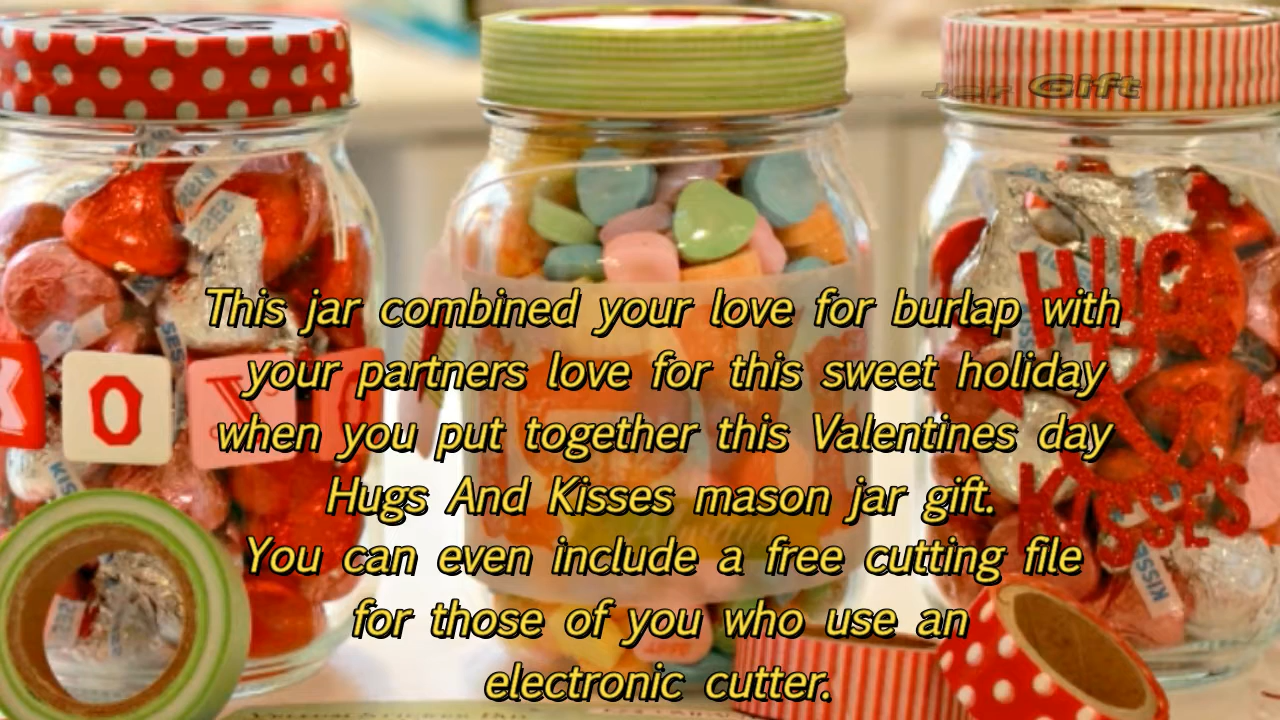 Jar Gift
KISSES
X O X O
This jar combined your love for burlap with
your partners love for this sweet holiday
when you put together this Valentines day
Hugs And Kisses mason jar gift.
You can even include a free cutting file
for those of you who use an
electronic cutter.
HUGS
KISSES